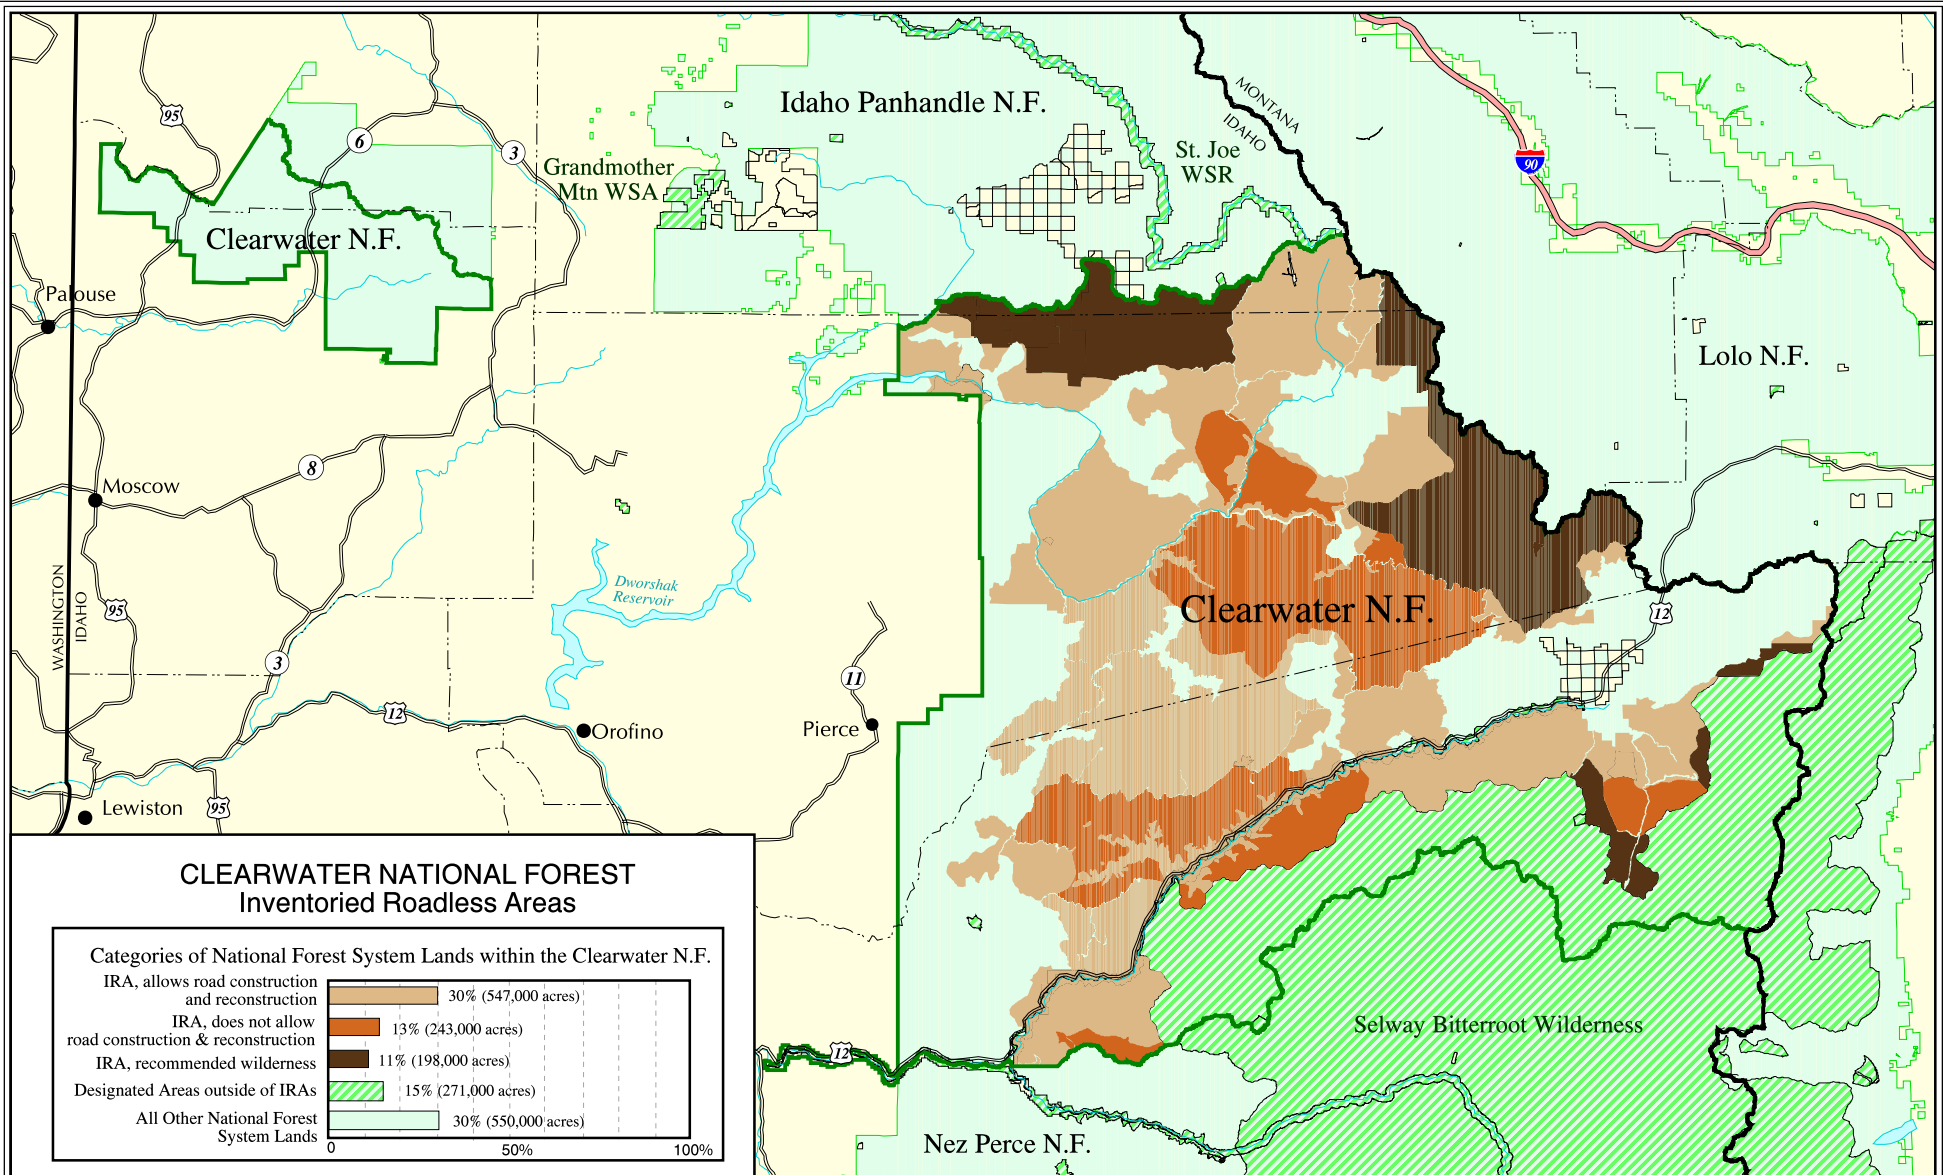 95
6
3
Idaho Panhandle N.F.
MONTANA
IDAHO
90
Grandmother
Mtn WSA
St. Joe
WSR
Clearwater N.F.
Palouse
Lolo N.F.
8
Moscow
Dworshak
Reservoir
WASHINGTON
IDAHO
95
Clearwater N.F.
12
3
11
12
Orofino
Pierce
95
Lewiston
CLEARWATER NATIONAL FOREST
Inventoried Roadless Areas
Categories of National Forest System Lands within the Clearwater N.F.
IRA, allows road construction
and reconstruction
30% (547,000 acres)
IRA, does not allow
road construction & reconstruction
13% (243,000 acres)
IRA, recommended wilderness
11% (198,000 acres)
Designated Areas outside of IRAs
15% (271,000 acres)
All Other National Forest
System Lands
30% (550,000 acres)
0
50%
100%
12
Selway Bitterroot Wilderness
Nez Perce N.F.